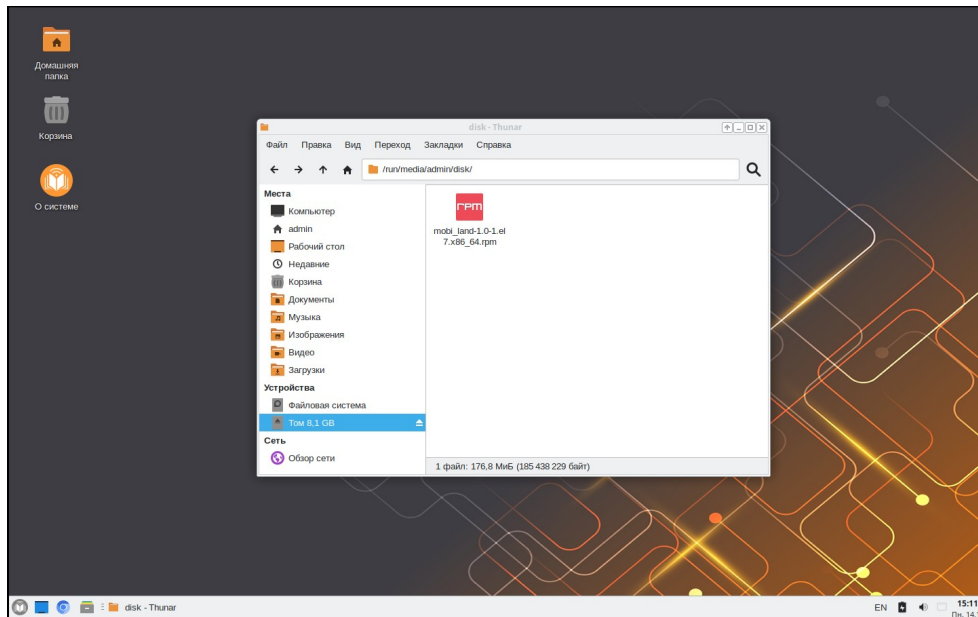 Домашняя
папка
Корзина
О системе
disk - Thunar
Файл Правка Вид Переход Закладки Справка
/run/media/admin/disk/
Места
Компьютер
admin
Рабочий стол
Недавние
Корзина
Документы
Музыка
Изображения
Видео
Загрузки
Устройства
Файловая система
Том 8,1 GB
Сеть
Обзор сети
rpm
mobi_land-1.0-1.el
7.x86_64.rpm
1 файл: 176,8 МиБ (185 438 229 байт)
disk - Thunar
EN
15:11
Пн, 14.